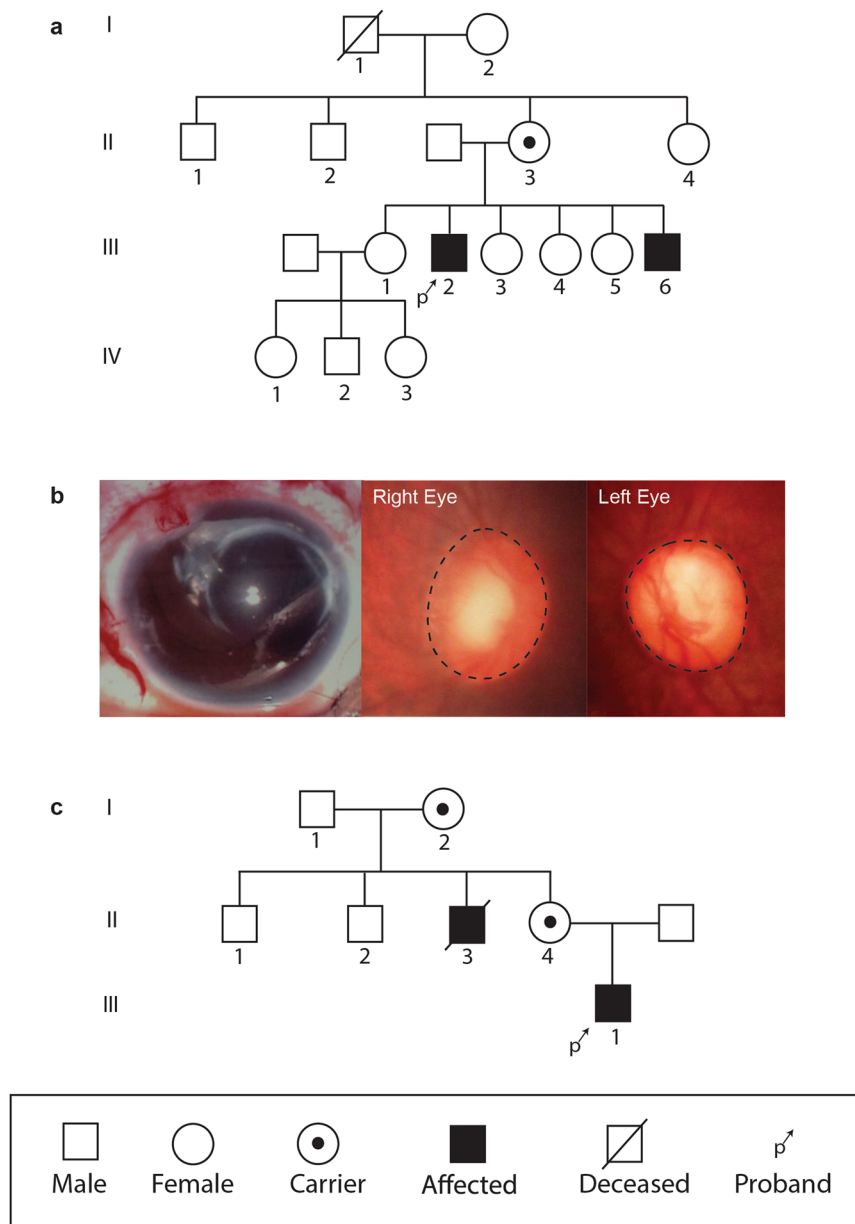 a
I
1
2
II
1
2
3
4
III
1
p
2
3
4
5
6
IV
1
2
3
b
Right Eye
Left Eye
c
I
1
2
II
1
2
3
4
III
p
1
p
Male
Female
Carrier
Affected
Deceased
Proband